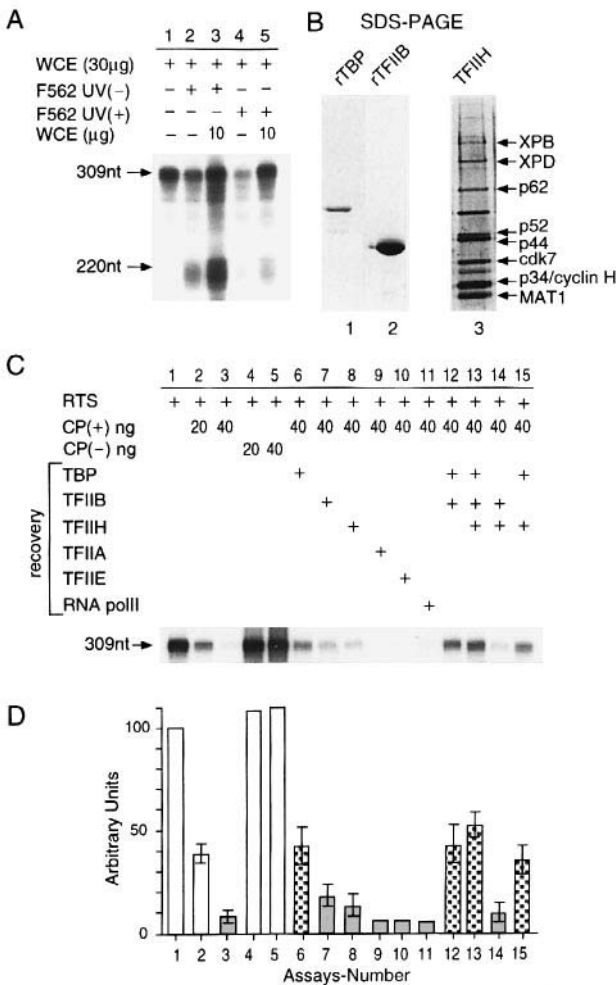 A
1 2 3 4 5
WCE (30µg) + + + + +
F562 UV(−) − + + − −
F562 UV(+) − − − + +
WCE (µg) − − 10 − 10
309nt
220nt
B
SDS-PAGE
rTBP rTFIIB TFIIH
XPB
XPD
p62
p52
p44
cdk7
p34/cyclin H
MAT1
1 2 3
C
1 2 3 4 5 6 7 8 9 10 11 12 13 14 15
RTS + + + + + + + + + + + + + + +
CP(+) ng 20 40 40 40 40 40 40 40 40 40 40 40
CP(−) ng 20 40
recovery
TBP + + + +
TFIIB + + + +
TFIIH + + + +
TFIIA +
TFIIE +
RNA polII +
309nt
D
Arbitrary Units
100
50
0
1 2 3 4 5 6 7 8 9 10 11 12 13 14 15
Assays-Number